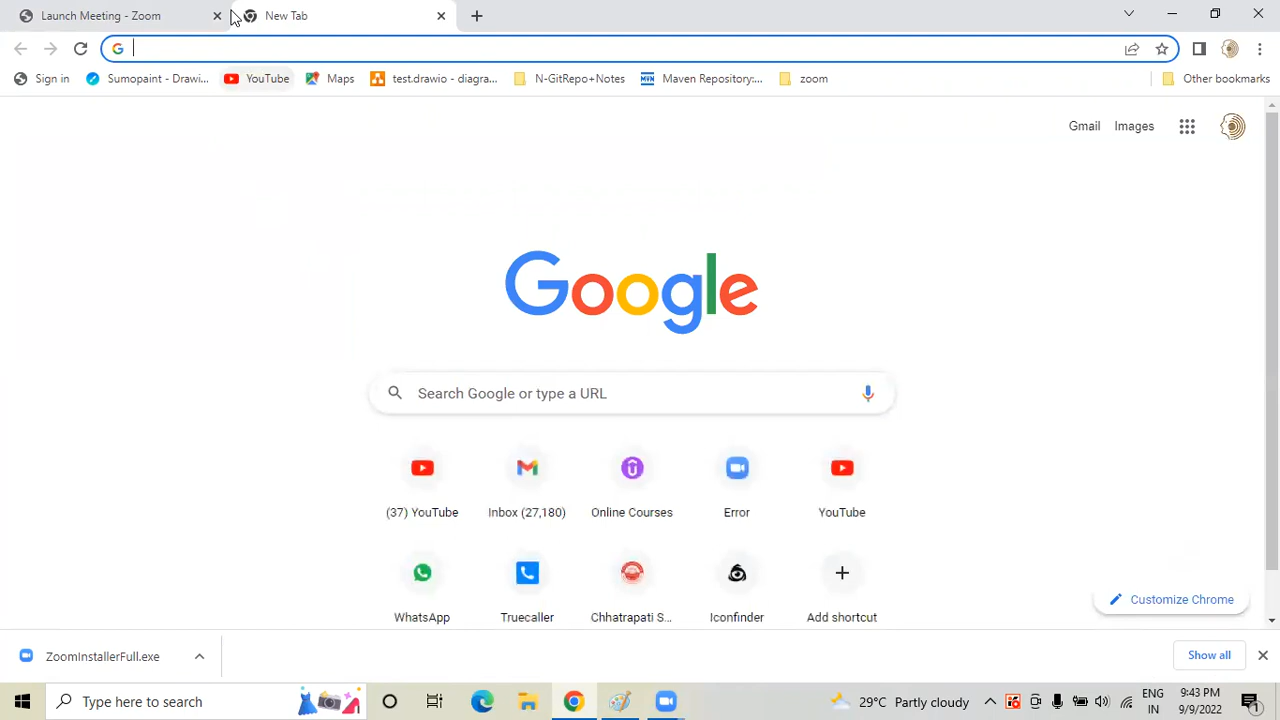 Launch Meeting - Zoom
New Tab
Sign in
Sumopaint - Drawi...
YouTube
Maps
test.drawio - diagra...
N-GitRepo+Notes
Maven Repository:...
zoom
Other bookmarks
Gmail
Images
Google
Search Google or type a URL
(37) YouTube
Inbox (27,180)
Online Courses
Error
YouTube
WhatsApp
Truecaller
Chhatrapati S...
Iconfinder
Add shortcut
Customize Chrome
ZoomInstallerFull.exe
Show all
Type here to search
29°C Partly cloudy
ENG
IN
9:43 PM
9/9/2022
1